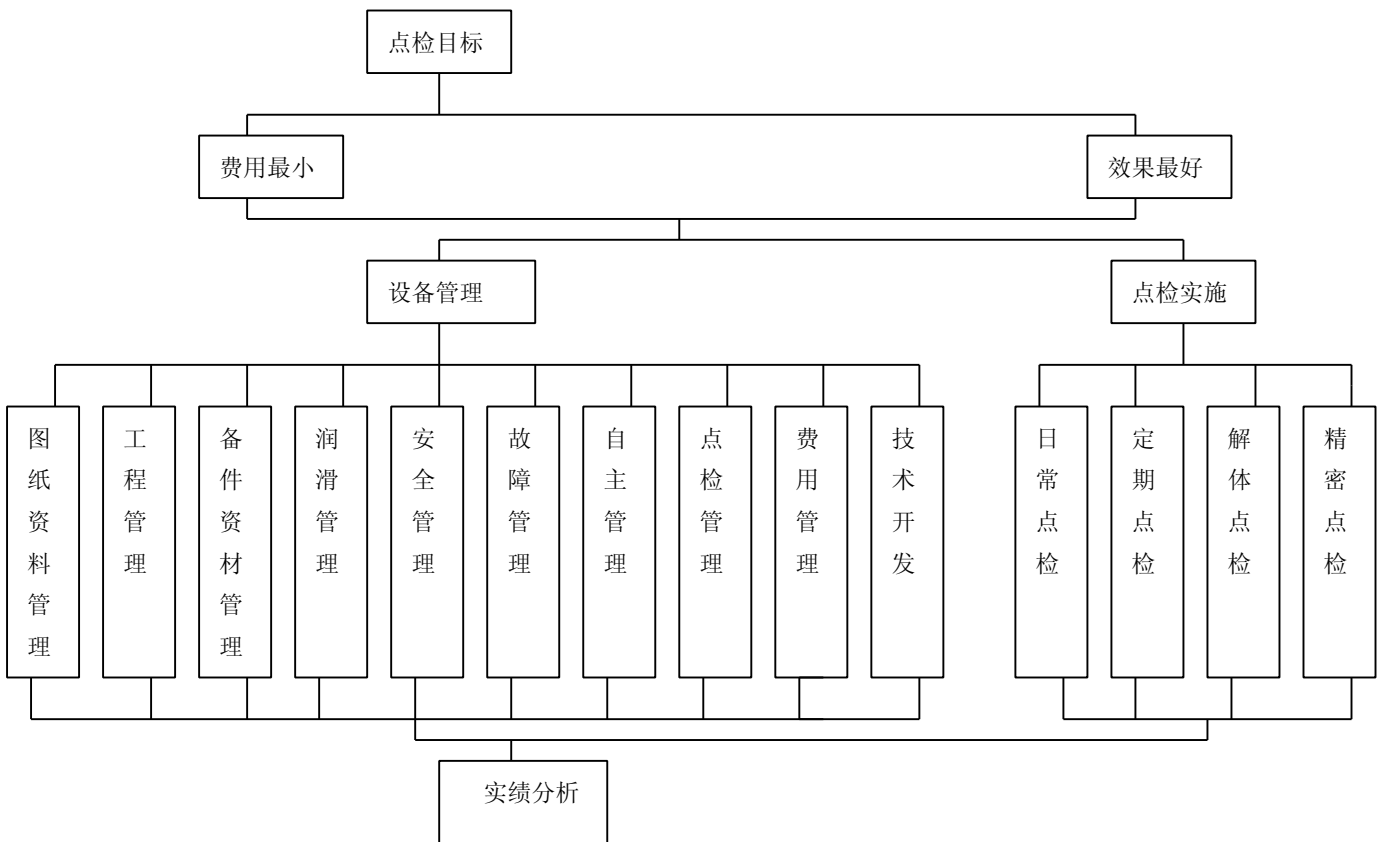 点检目标
费用最小
效果最好
设备管理
点检实施
图纸资料管理
工程管理
备件资材管理
润滑管理
安全管理
故障管理
自主管理
点检管理
费用管理
技术开发
日常点检
定期点检
解体点检
精密点检
实绩分析